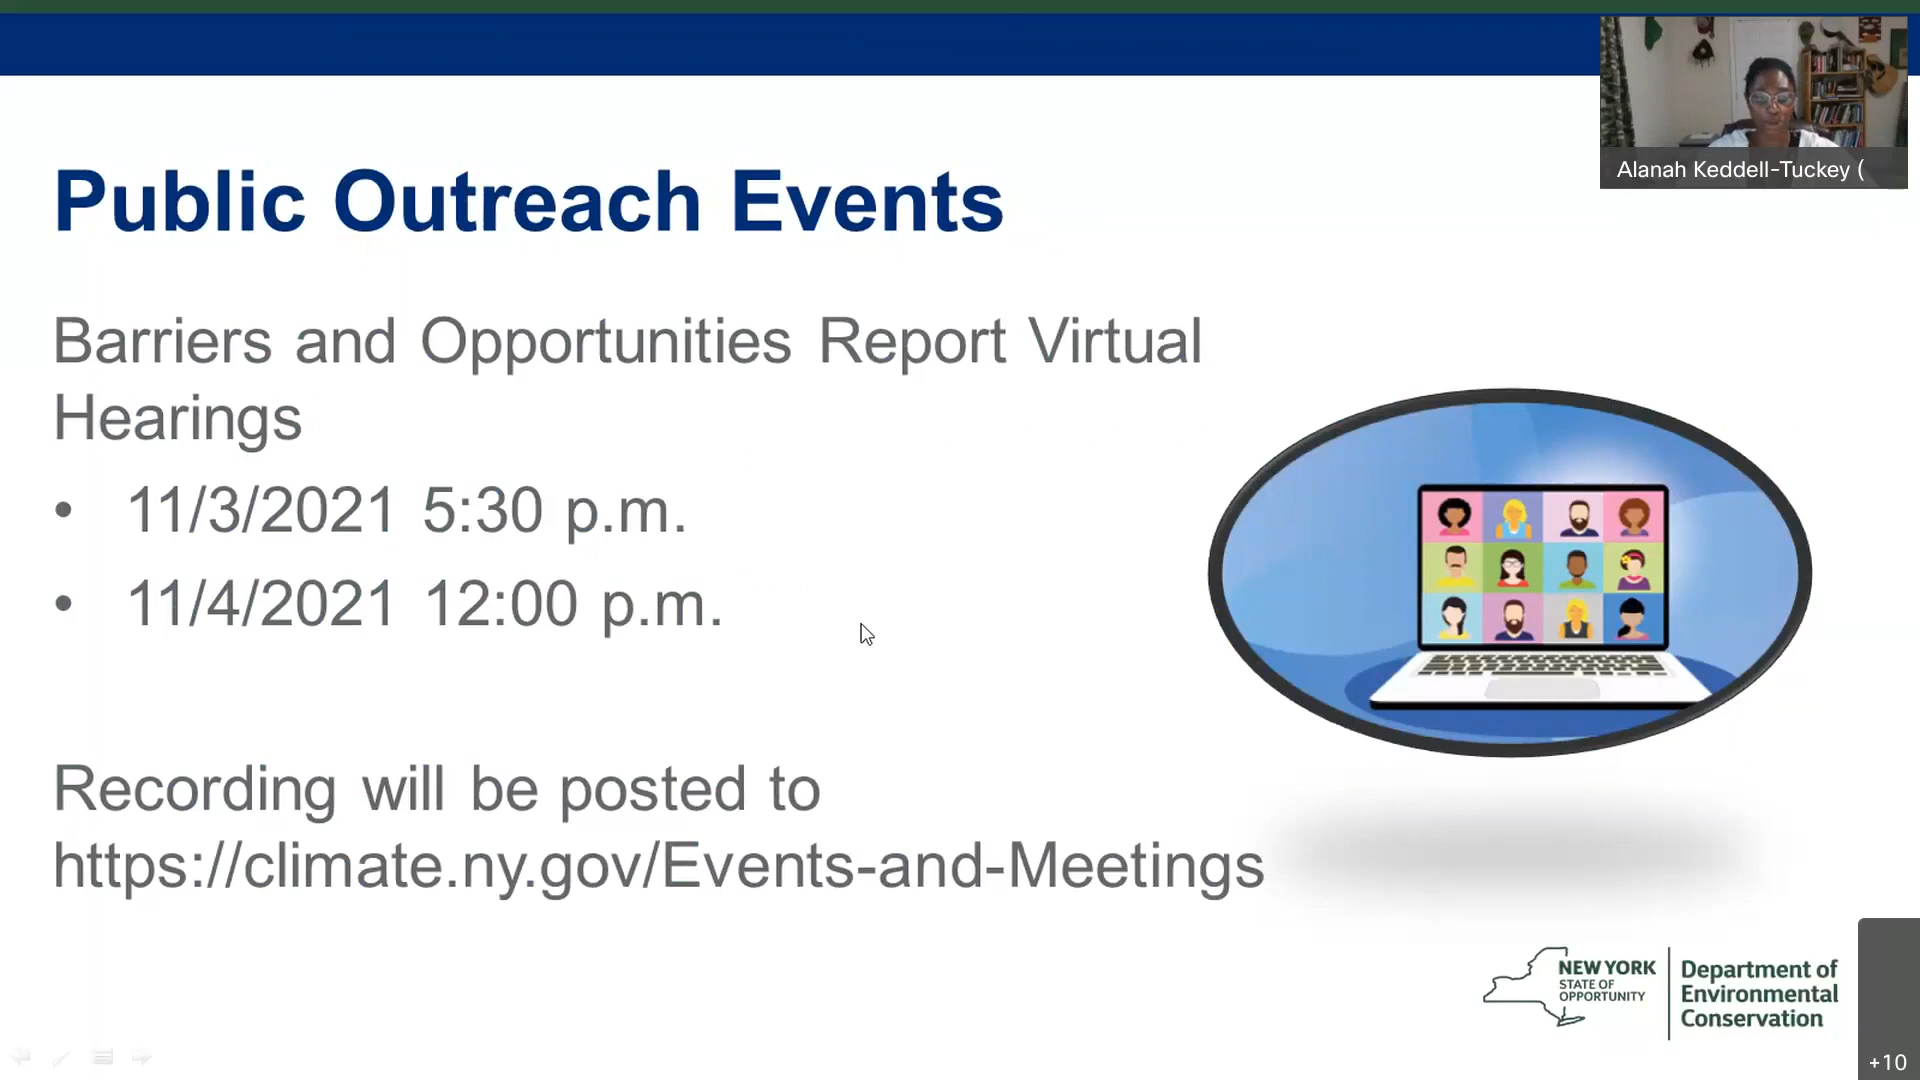 Alanah Keddell-Tuckey (
Public Outreach Events
Barriers and Opportunities Report Virtual
Hearings
• 11/3/2021 5:30 p.m.
• 11/4/2021 12:00 p.m.
Recording will be posted to
https://climate.ny.gov/Events-and-Meetings
NEW YORK
STATE OF
OPPORTUNITY
Department of
Environmental
Conservation
+10